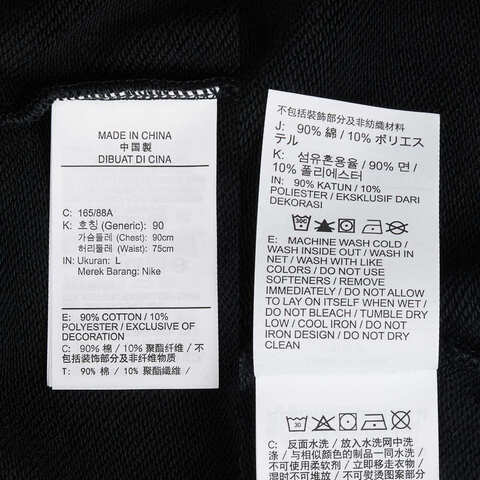 MADE IN CHINA
中国製
DIBUAT DI CINA
C: 165/88A
K: 호칭 (Generic): 90
가슴둘레 (Chest): 90cm
허리둘레 (Waist): 75cm
IN: Ukuran: L
Merek Barang: Nike
E: 90% COTTON / 10%
POLYESTER / EXCLUSIVE OF
DECORATION
C: 90% 棉 / 10% 聚酯纤维 / 不
包括装饰部分及非纤维物质
T: 90% 棉 / 10% 聚酯纖維 /
不包括裝飾部分及非紡織材料
J: 90% 綿 / 10% ポリエス
テル
K: 섬유혼용율 / 90% 면 /
10% 폴리에스터
IN: 90% KATUN / 10%
POLIESTER / EKSKLUSIF DARI
DEKORASI
E: MACHINE WASH COLD /
WASH INSIDE OUT / WASH IN
NET / WASH WITH LIKE
COLORS / DO NOT USE
SOFTENERS / REMOVE
IMMEDIATELY / DO NOT ALLOW
TO LAY ON ITSELF WHEN WET /
DO NOT BLEACH / TUMBLE DRY
LOW / COOL IRON / DO NOT
IRON DESIGN / DO NOT DRY
CLEAN
30
C: 反面水洗 / 放入水洗网中洗
涤 / 与相似颜色的制品一同水洗 /
不可使用柔软剂 / 立即移走衣物 /